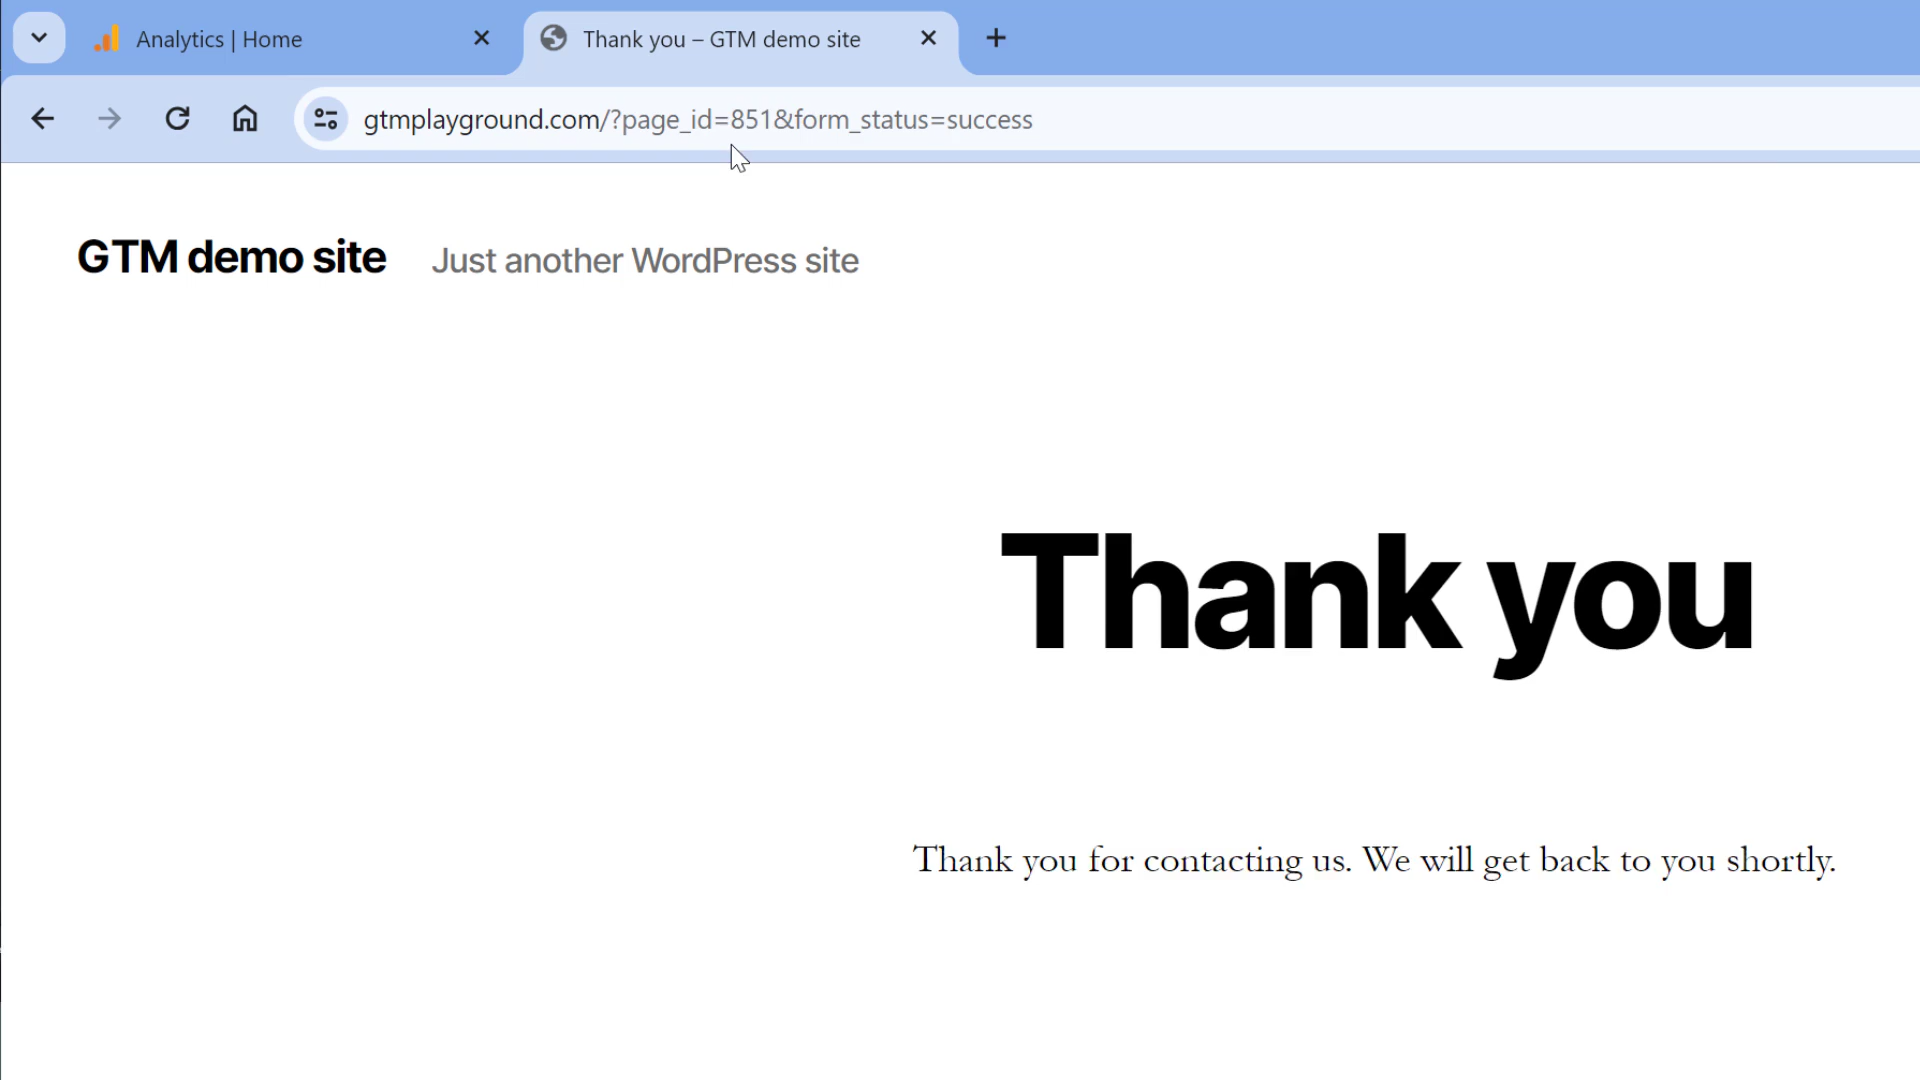 Analytics | Home
Thank you – GTM demo site
gtmplayground.com/?page_id=851&form_status=success
GTM demo site Just another WordPress site
Thank you
Thank you for contacting us. We will get back to you shortly.